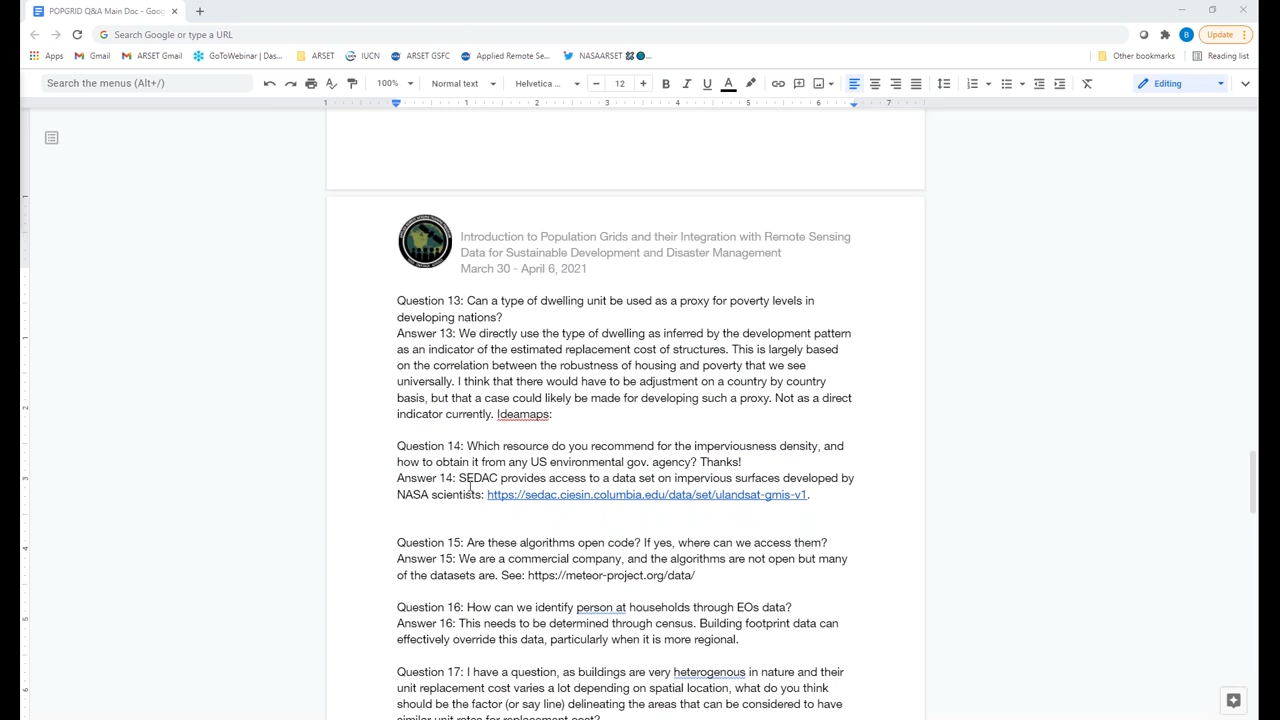 POPGRID Q&A Main Doc - Goog
Search Google or type a URL
Update
Apps
Gmail
ARSET Gmail
GoToWebinar | Das...
ARSET
IUCN
ARSET GSFC
Applied Remote Se...
NASAARSET
Other bookmarks
Reading list
Search the menus (Alt+/)
100%
Normal text
Helvetica ...
12
Editing
1 1 2 3 4 5 6 7
Introduction to Population Grids and their Integration with Remote Sensing
Data for Sustainable Development and Disaster Management
March 30 - April 6, 2021
Question 13: Can a type of dwelling unit be used as a proxy for poverty levels in
developing nations?
Answer 13: We directly use the type of dwelling as inferred by the development pattern
as an indicator of the estimated replacement cost of structures. This is largely based
on the correlation between the robustness of housing and poverty that we see
universally. I think that there would have to be adjustment on a country by country
basis, but that a case could likely be made for developing such a proxy. Not as a direct
indicator currently. Ideamaps:
Question 14: Which resource do you recommend for the imperviousness density, and
how to obtain it from any US environmental gov. agency? Thanks!
Answer 14: SEDAC provides access to a data set on impervious surfaces developed by
NASA scientists: https://sedac.ciesin.columbia.edu/data/set/ulandsat-gmis-v1.
Question 15: Are these algorithms open code? If yes, where can we access them?
Answer 15: We are a commercial company, and the algorithms are not open but many
of the datasets are. See: https://meteor-project.org/data/
Question 16: How can we identify person at households through EOs data?
Answer 16: This needs to be determined through census. Building footprint data can
effectively override this data, particularly when it is more regional.
Question 17: I have a question, as buildings are very heterogenous in nature and their
unit replacement cost varies a lot depending on spatial location, what do you think
should be the factor (or say line) delineating the areas that can be considered to have
similar unit rates for replacement cost?